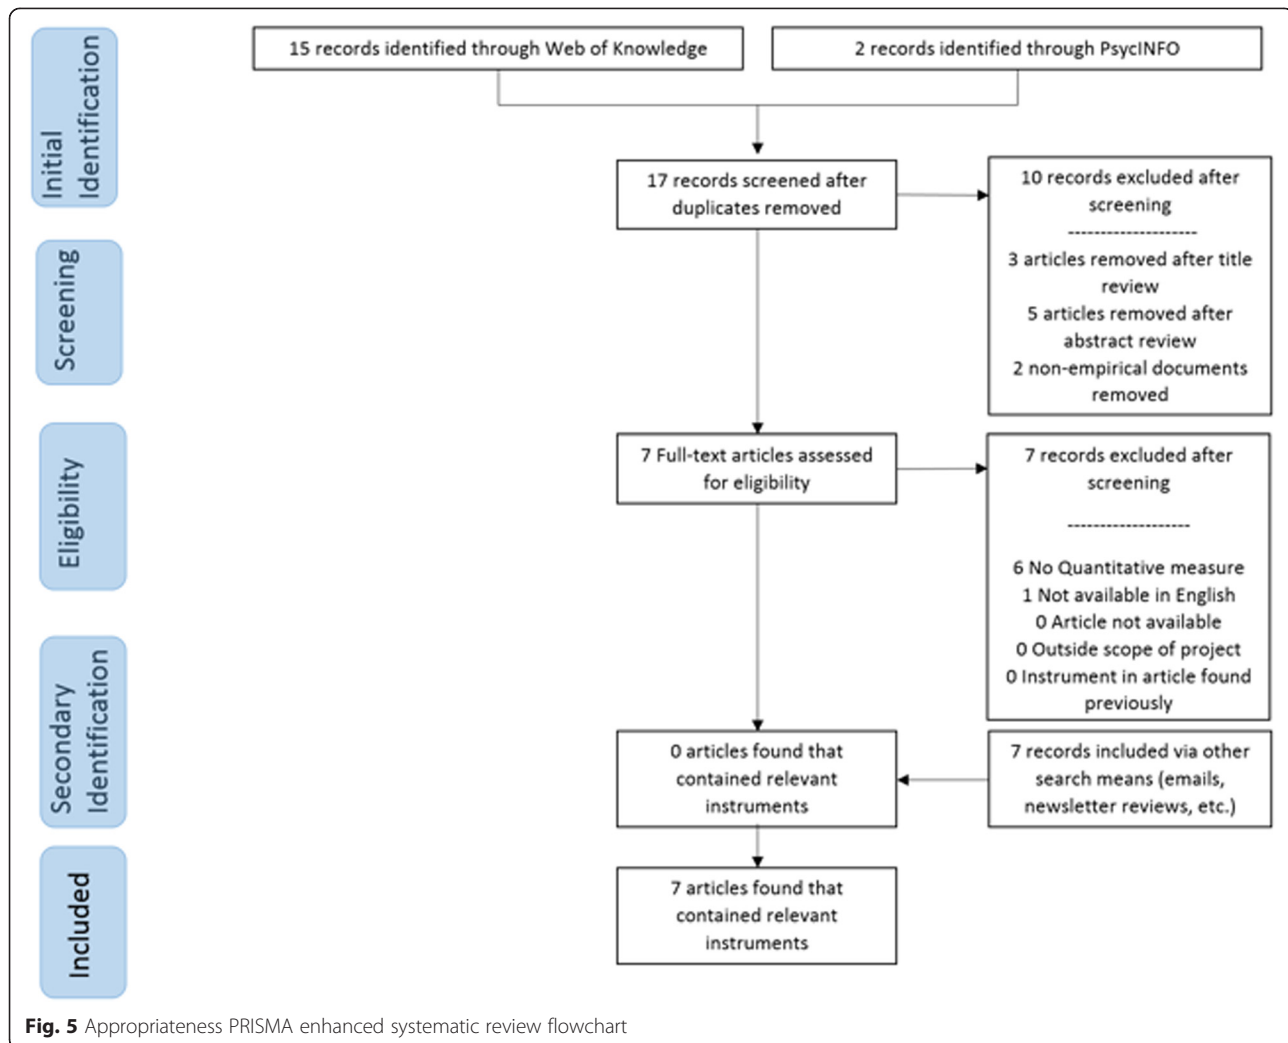 15 records identified through Web of Knowledge
2 records identified through PsycINFO
Initial
Identification
17 records screened after
duplicates removed
10 records excluded after
screening
--------------------
3 articles removed after title
review
5 articles removed after
abstract review
2 non-empirical documents
removed
Screening
7 Full-text articles assessed
for eligibility
7 records excluded after
screening
-------------------
6 No Quantitative measure
1 Not available in English
0 Article not available
0 Outside scope of project
0 Instrument in article found
previously
Eligibility
Secondary
Identification
0 articles found that
contained relevant
instruments
7 records included via other
search means (emails,
newsletter reviews, etc.)
Included
7 articles found that
contained relevant
instruments
Fig. 5 Appropriateness PRISMA enhanced systematic review flowchart